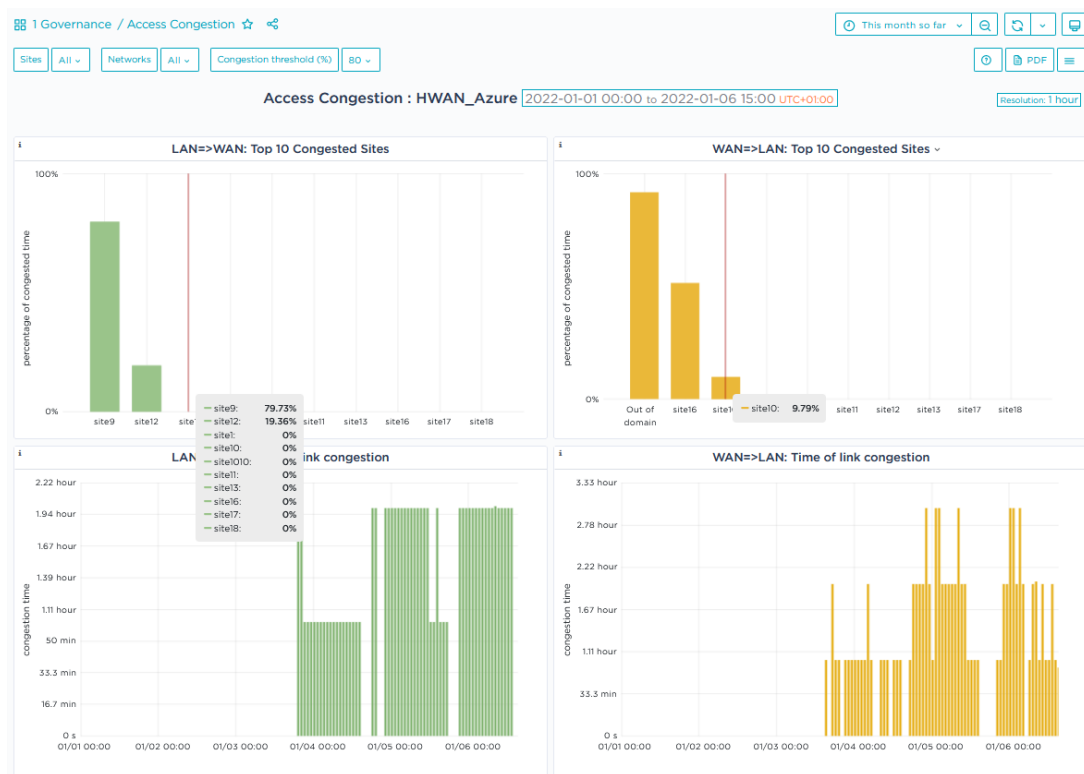 1 Governance / Access Congestion
This month so far
Sites All Networks All Congestion threshold (%) 80
PDF
Access Congestion : HWAN_Azure 2022-01-01 00:00 to 2022-01-06 15:00 UTC+01:00
Resolution: 1 hour
i
LAN=>WAN: Top 10 Congested Sites
100%
percentage of congested time
0%
site9 site12 site11 site13 site16 site17 site18
site9: 79.73%
site12: 19.36%
site1: 0%
site10: 0%
site1010: 0%
site11: 0%
site13: 0%
site16: 0%
site17: 0%
site18: 0%
i
WAN=>LAN: Top 10 Congested Sites
100%
percentage of congested time
0%
Out of domain site16 site11 site12 site13 site17 site18
site10: 9.79%
i
LAN ink congestion
2.22 hour
1.94 hour
1.67 hour
1.39 hour
1.11 hour
50 min
33.3 min
16.7 min
0 s
congestion time
01/01 00:00 01/02 00:00 01/03 00:00 01/04 00:00 01/05 00:00 01/06 00:00
i
WAN=>LAN: Time of link congestion
3.33 hour
2.78 hour
2.22 hour
1.67 hour
1.11 hour
33.3 min
0 s
congestion time
01/01 00:00 01/02 00:00 01/03 00:00 01/04 00:00 01/05 00:00 01/06 00:00